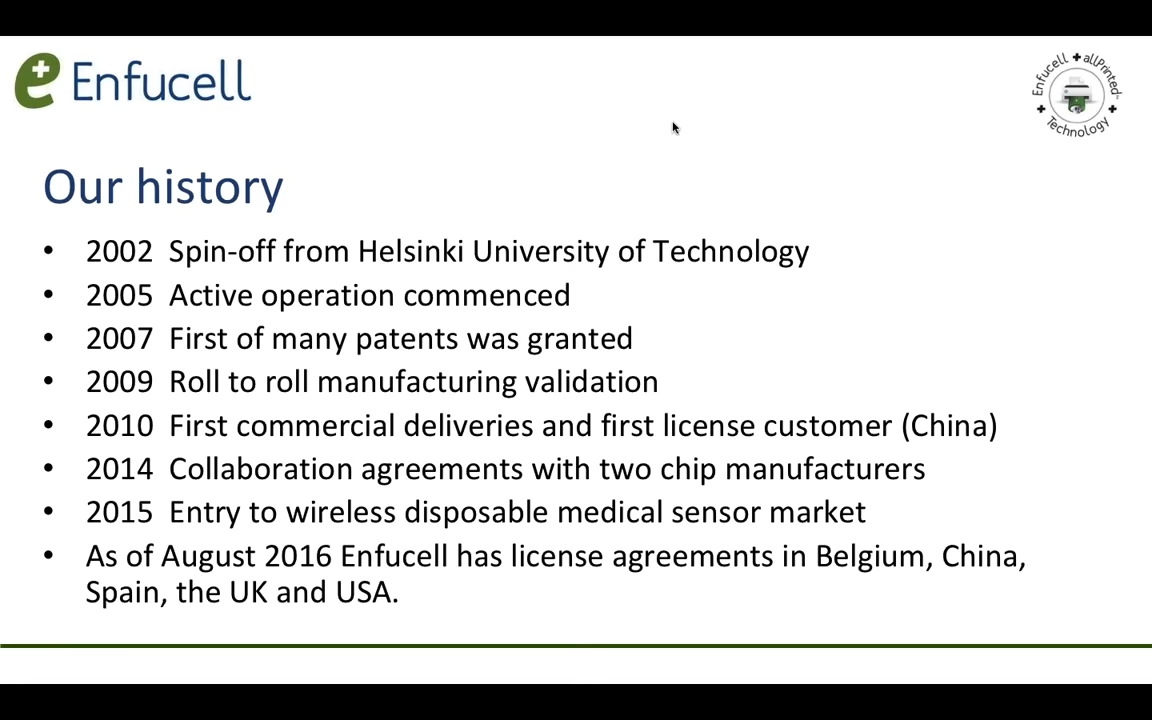 Enfucell
Enfucell + allPrinted™
Technology
Our history
• 2002 Spin-off from Helsinki University of Technology
• 2005 Active operation commenced
• 2007 First of many patents was granted
• 2009 Roll to roll manufacturing validation
• 2010 First commercial deliveries and first license customer (China)
• 2014 Collaboration agreements with two chip manufacturers
• 2015 Entry to wireless disposable medical sensor market
• As of August 2016 Enfucell has license agreements in Belgium, China,
Spain, the UK and USA.